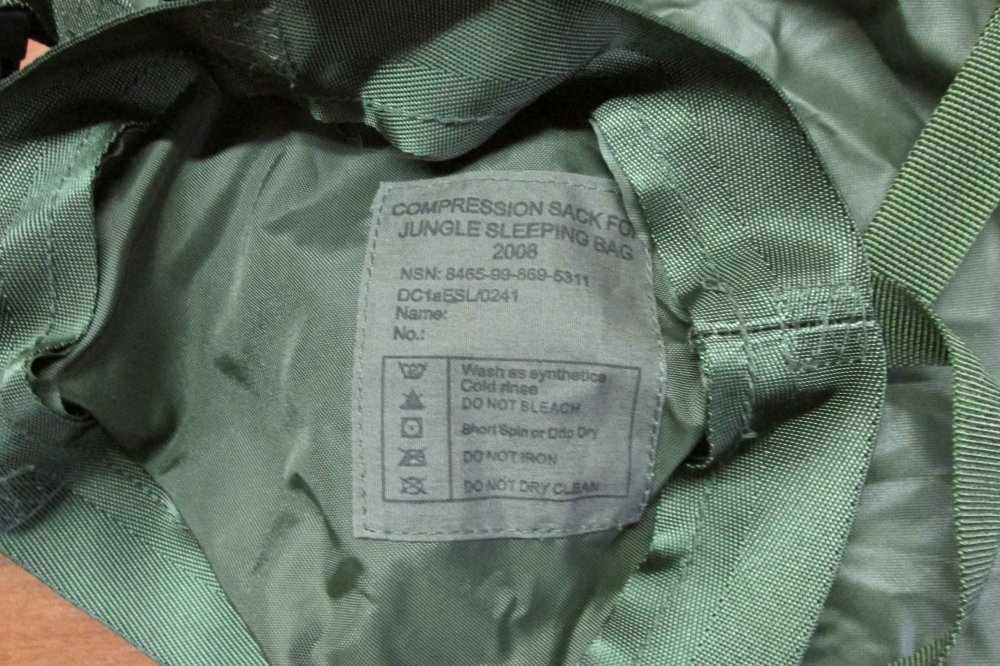 COMPRESSION SACK FO
JUNGLE SLEEPING BAG
2008
NSN: 8465-99-869-5311
DC1aESL/0241
Name:
No.:
Wash as synthetics
Cold rinse
DO NOT BLEACH
Short Spin or Drip Dry
DO NOT IRON
DO NOT DRY CLEAN